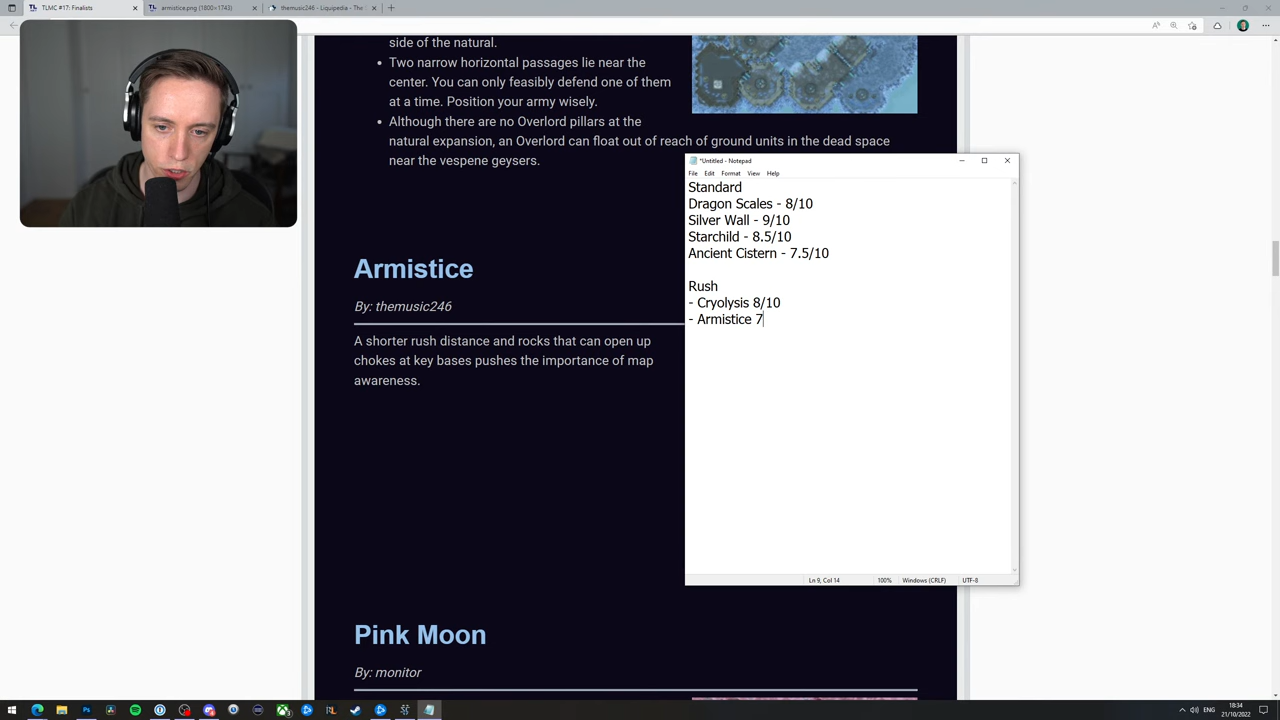 TLMC #17: Finalists
armistice.png (1800×1743)
themusic246 - Liquipedia - The
side of the natural.
• Two narrow horizontal passages lie near the
center. You can only feasibly defend one of them
at a time. Position your army wisely.
• Although there are no Overlord pillars at the
natural expansion, an Overlord can float out of reach of ground units in the dead space
near the vespene geysers.
Armistice
By: themusic246
A shorter rush distance and rocks that can open up
chokes at key bases pushes the importance of map
awareness.
Pink Moon
By: monitor
*Untitled - Notepad
File Edit Format View Help
Standard
Dragon Scales - 8/10
Silver Wall - 9/10
Starchild - 8.5/10
Ancient Cistern - 7.5/10
Rush
- Cryolysis 8/10
- Armistice 7
Ln 9, Col 14 100% Windows (CRLF) UTF-8
ENG
18:34
21/10/2022